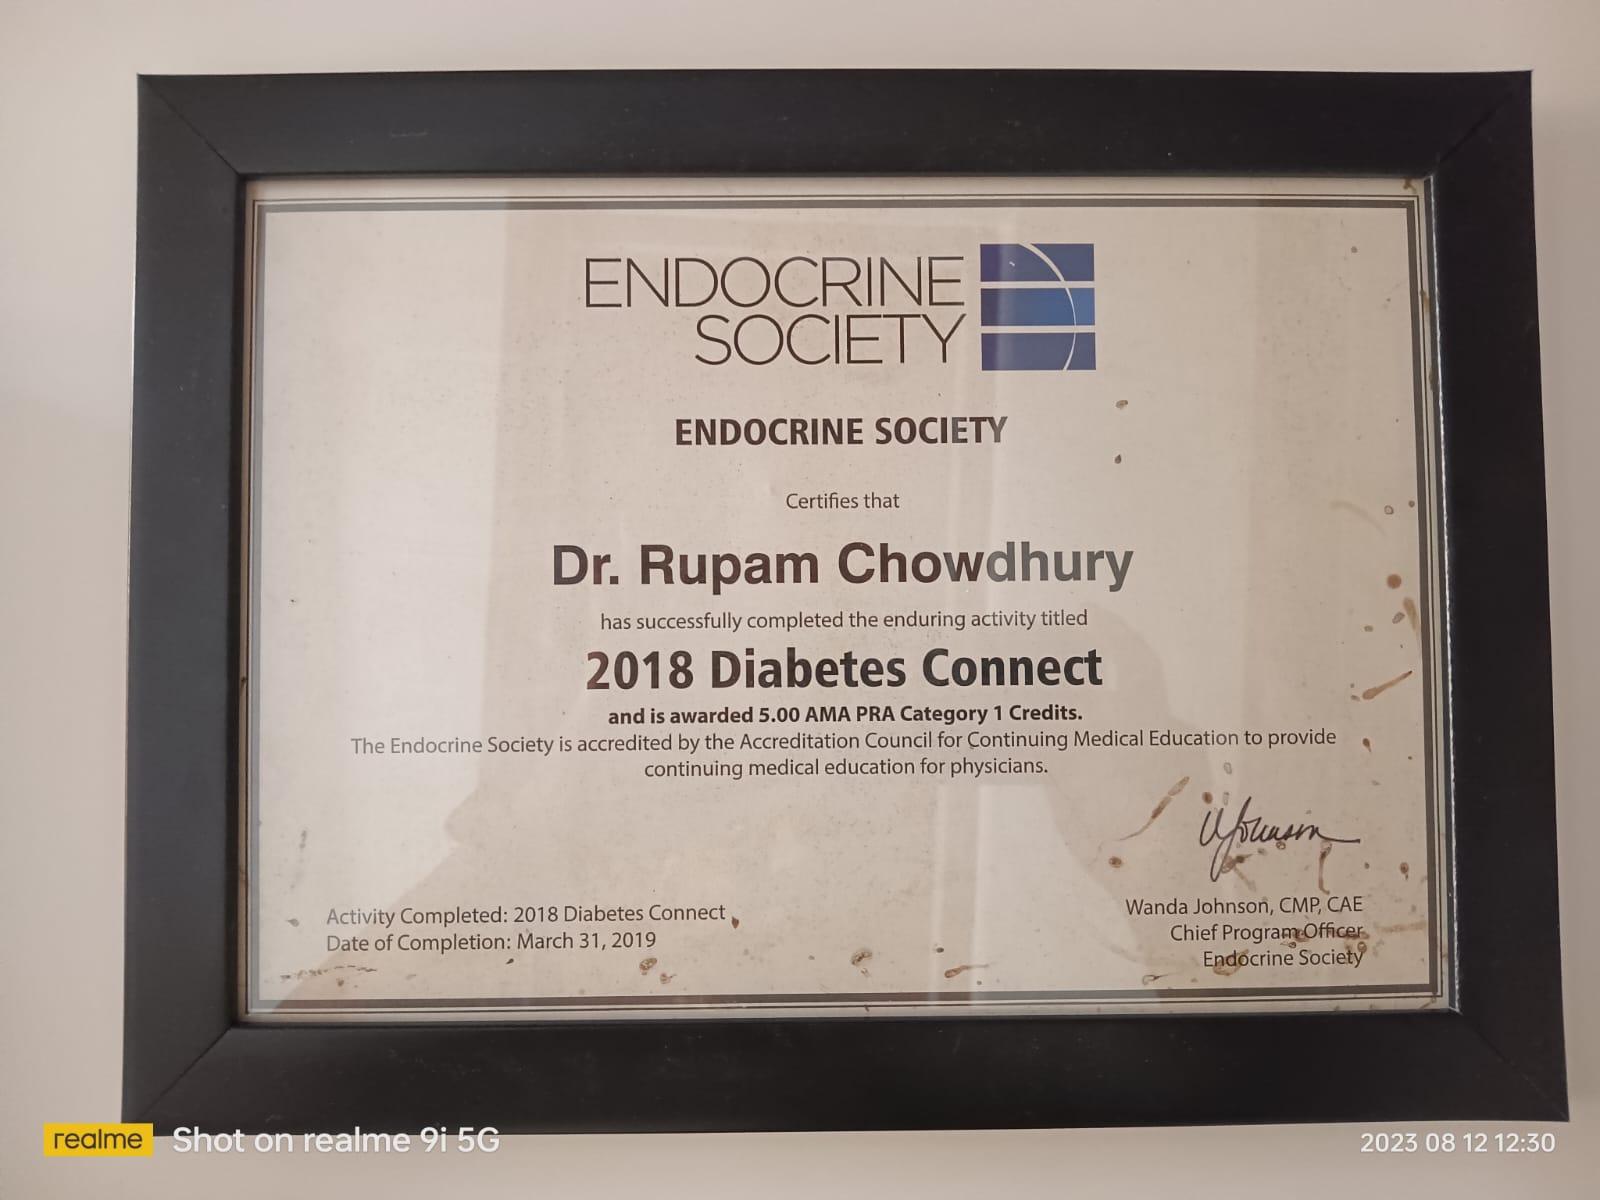 ENDOCRINE
SOCIETY
ENDOCRINE SOCIETY
Certifies that
Dr. Rupam Chowdhury
has successfully completed the enduring activity titled
2018 Diabetes Connect
and is awarded 5.00 AMA PRA Category 1 Credits.
The Endocrine Society is accredited by the Accreditation Council for Continuing Medical Education to provide
continuing medical education for physicians.
WJohnson
Activity Completed: 2018 Diabetes Connect
Date of Completion: March 31, 2019
Wanda Johnson, CMP, CAE
Chief Program Officer
Endocrine Society
realme Shot on realme 9i 5G
2023 08 12 12:30